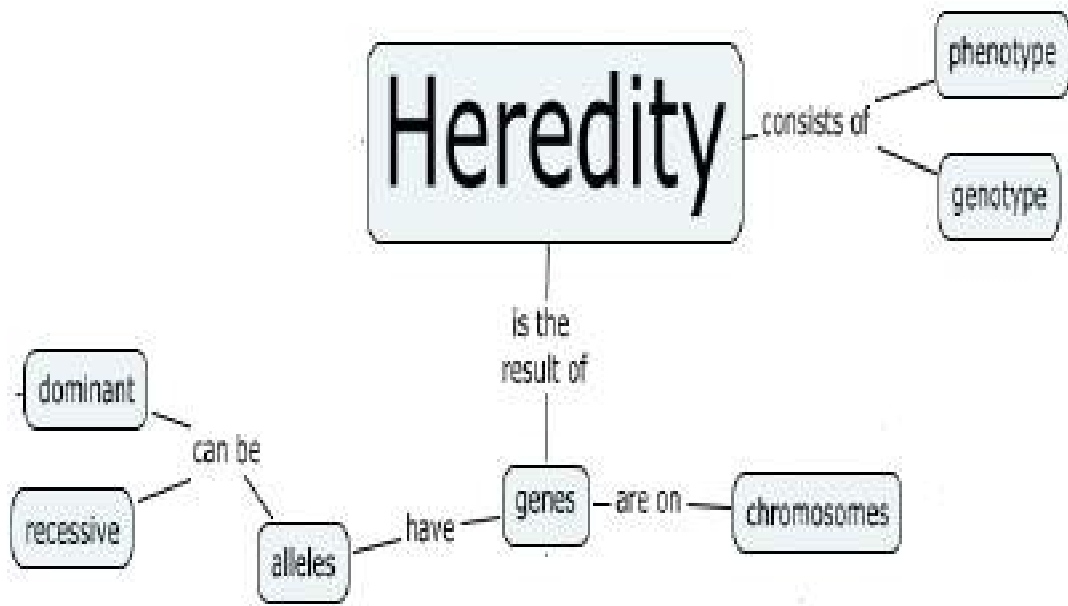 phenotype
Heredity
consists of
genotype
is the
result of
dominant
can be
recessive
genes
are on
chromosomes
have
alleles